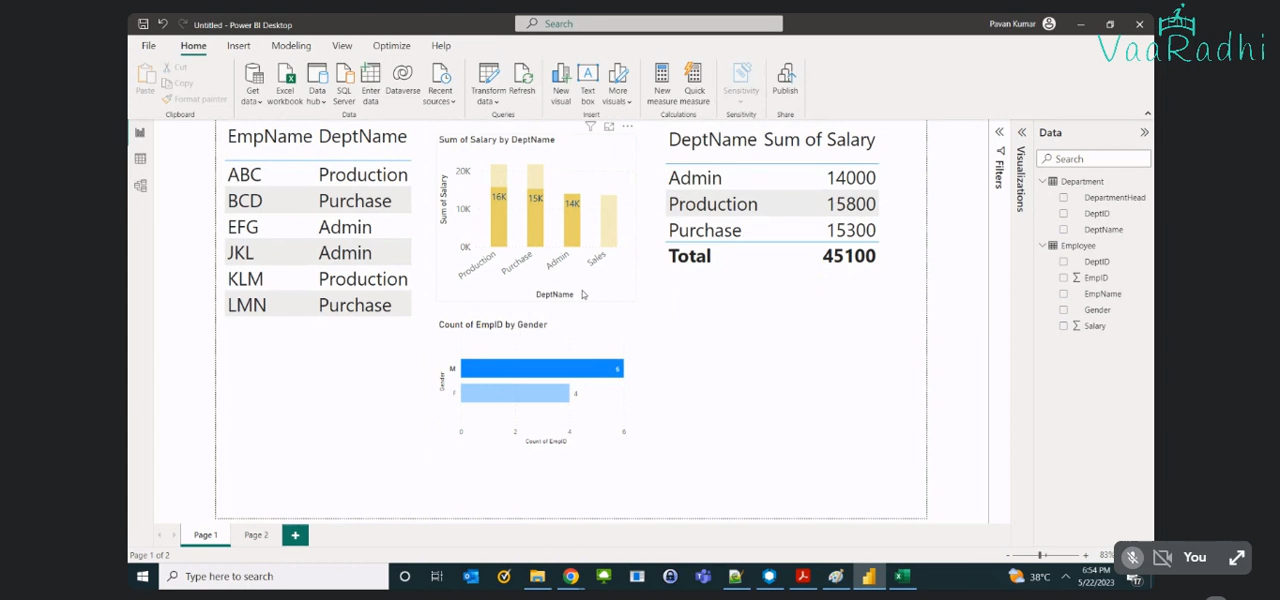 Untitled - Power BI Desktop
Search
Pavan Kumar
VaaRadhi
File Home Insert Modeling View Optimize Help
Paste
Cut
Copy
Format painter
Clipboard
Get data
Excel workbook
Data hub
SQL Server
Enter data
Dataverse
Recent sources
Data
Transform data
Refresh
Queries
New visual
Text box
More visuals
Insert
New measure
Quick measure
Calculations
Sensitivity
Sensitivity
Publish
Share
EmpName DeptName
ABC Production
BCD Purchase
EFG Admin
JKL Admin
KLM Production
LMN Purchase
Sum of Salary by DeptName
Sum of Salary
20K
10K
0K
16K 15K 14K
Production Purchase Admin Sales
DeptName
Count of EmpID by Gender
Gender
M 6
F 4
0 2 4 6
Count of EmpID
DeptName Sum of Salary
Admin 14000
Production 15800
Purchase 15300
Total 45100
Filters
Visualizations
Data
Search
Department
DepartmentHead
DeptID
DeptName
Employee
DeptID
EmpID
EmpName
Gender
Salary
Page 1 Page 2
Page 1 of 2
83%
You
Type here to search
38°C
6:54 PM
5/22/2023
17